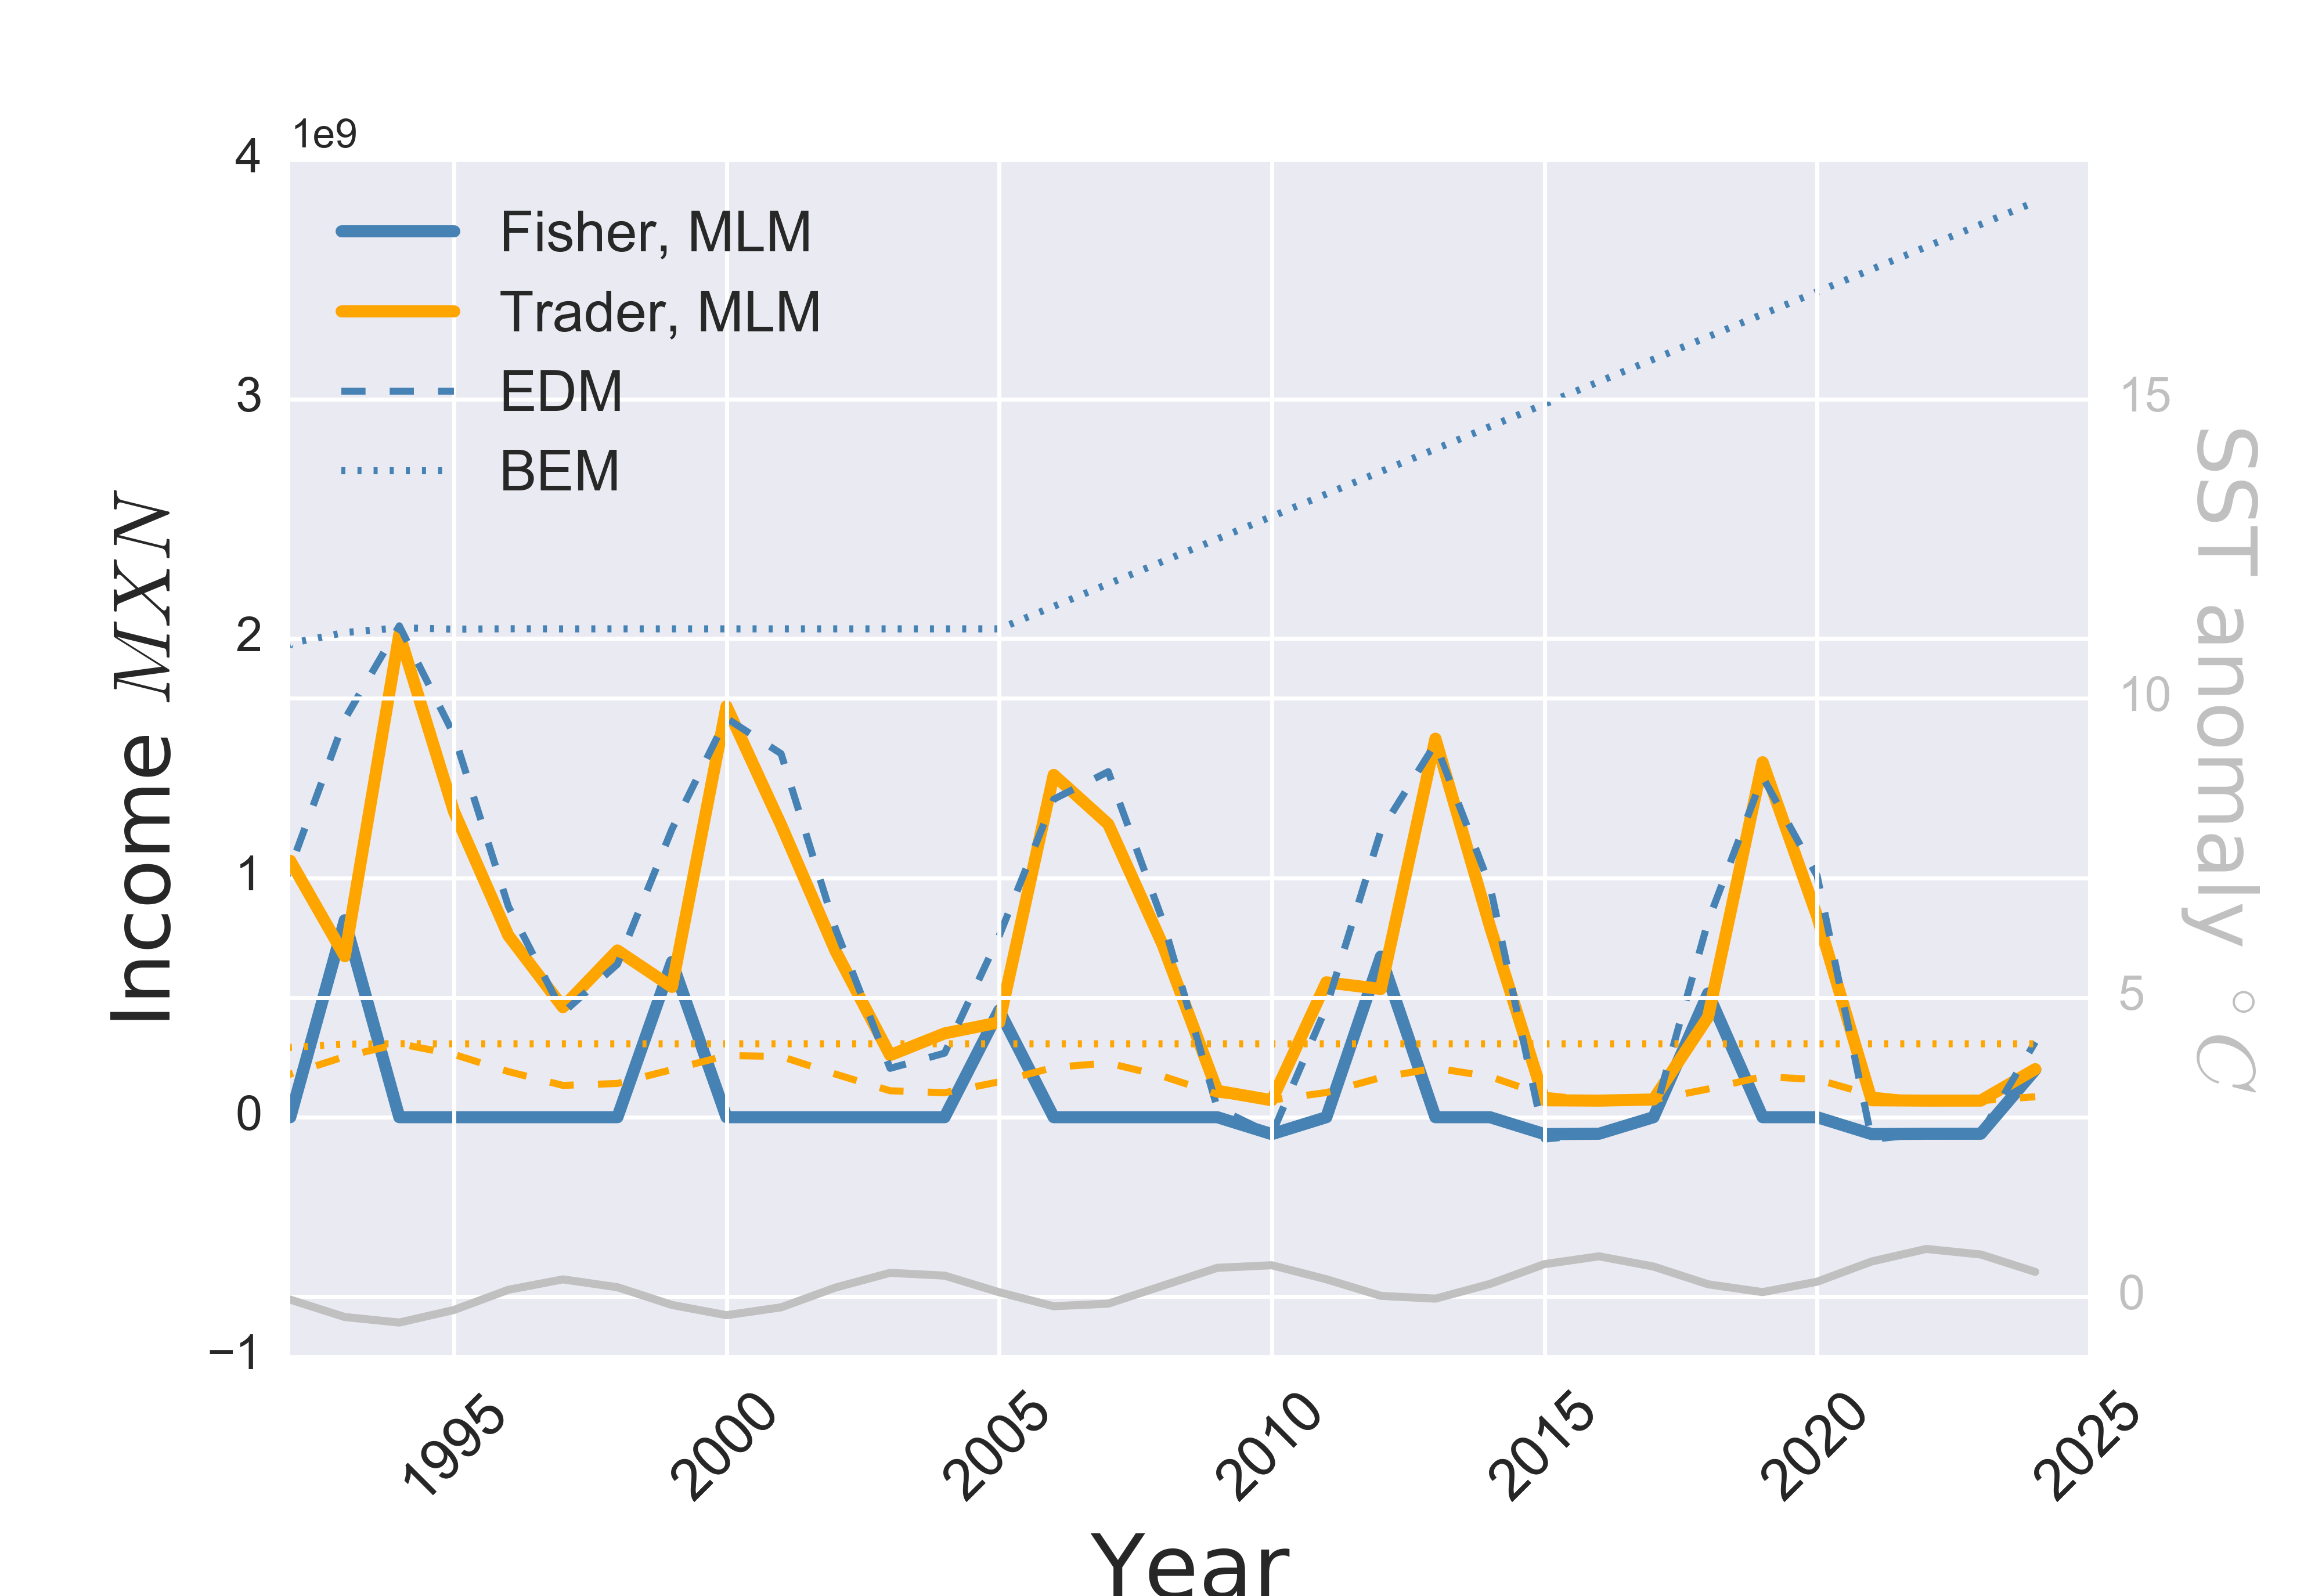 1e9
4
3
2
1
0
−1
Income MXN
Fisher, MLM
Trader, MLM
EDM
BEM
15
10
5
0
SST anomaly °C
1995
2000
2005
2010
2015
2020
2025
Year